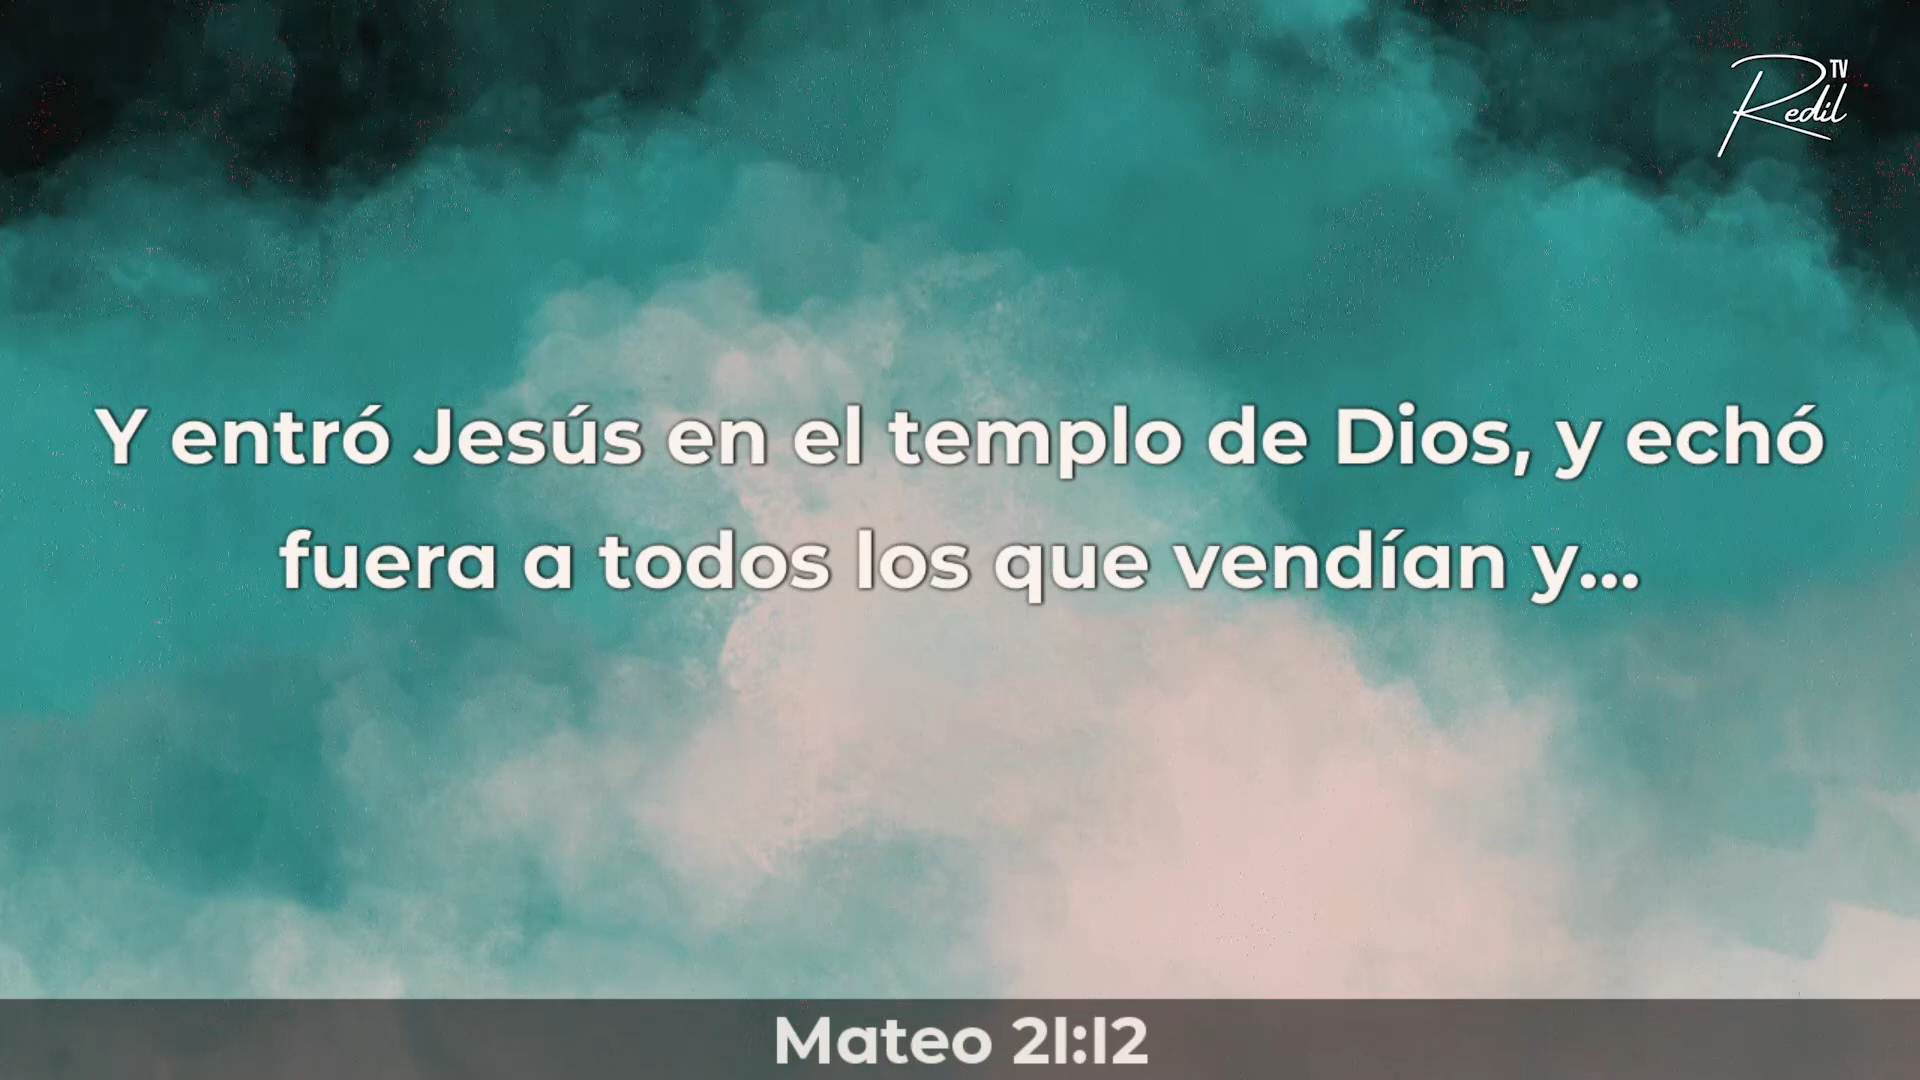 TV
Redil
Y entró Jesús en el templo de Dios, y echó
fuera a todos los que vendían y...
Mateo 21:12